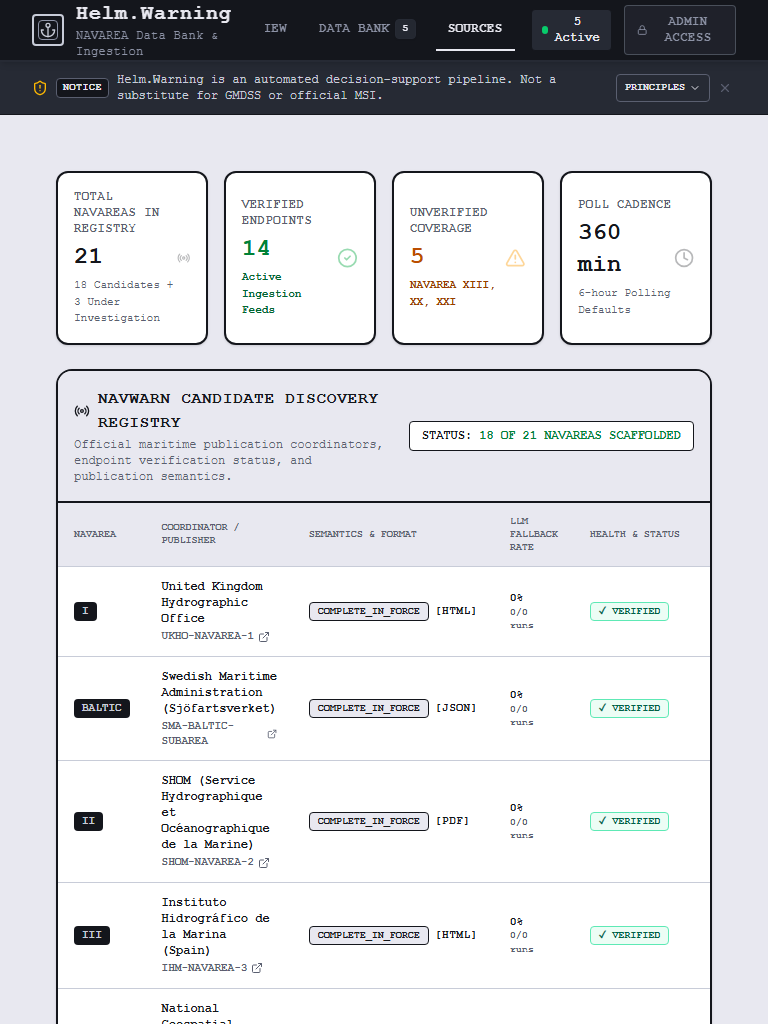 Helm.Warning
NAVAREA Data Bank &
Ingestion
IEW
DATA BANK 5
SOURCES
5
Active
ADMIN
ACCESS
NOTICE
Helm.Warning is an automated decision-support pipeline. Not a
substitute for GMDSS or official MSI.
PRINCIPLES
TOTAL
NAVAREAS IN
REGISTRY
21
18 Candidates +
3 Under
Investigation
VERIFIED
ENDPOINTS
14
Active
Ingestion
Feeds
UNVERIFIED
COVERAGE
5
NAVAREA XIII,
XX, XXI
POLL CADENCE
360
min
6-hour Polling
Defaults
NAVWARN CANDIDATE DISCOVERY
REGISTRY
Official maritime publication coordinators,
endpoint verification status, and
publication semantics.
STATUS: 18 OF 21 NAVAREAS SCAFFOLDED
NAVAREA
COORDINATOR /
PUBLISHER
SEMANTICS & FORMAT
LLM
FALLBACK
RATE
HEALTH & STATUS
I
United Kingdom
Hydrographic
Office
UKHO-NAVAREA-1
COMPLETE_IN_FORCE [HTML]
0%
0/0
runs
✓ VERIFIED
BALTIC
Swedish Maritime
Administration
(Sjöfartsverket)
SMA-BALTIC-
SUBAREA
COMPLETE_IN_FORCE [JSON]
0%
0/0
runs
✓ VERIFIED
II
SHOM (Service
Hydrographique
et
Océanographique
de la Marine)
SHOM-NAVAREA-2
COMPLETE_IN_FORCE [PDF]
0%
0/0
runs
✓ VERIFIED
III
Instituto
Hidrográfico de
la Marina
(Spain)
IHM-NAVAREA-3
COMPLETE_IN_FORCE [HTML]
0%
0/0
runs
✓ VERIFIED
National
Geospatial